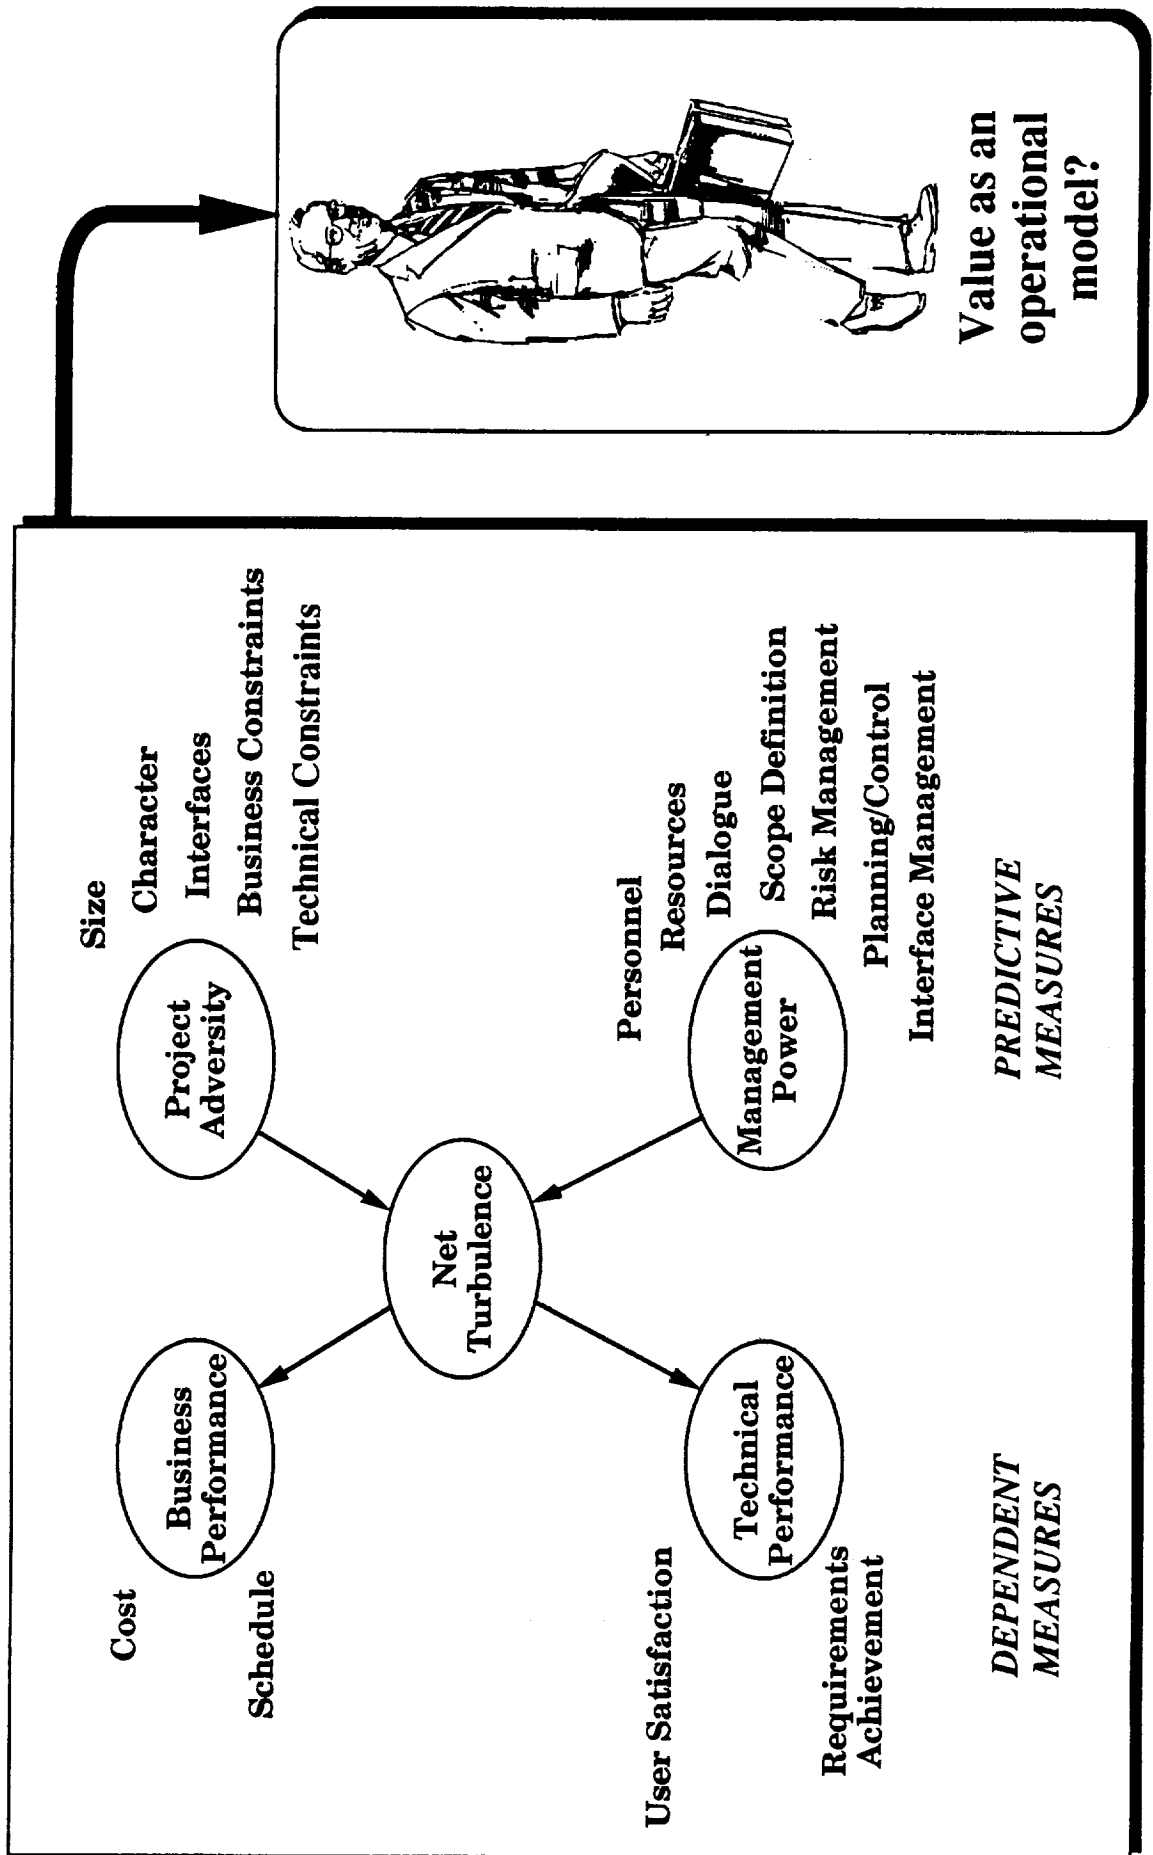 Cost
Business
Performance
Schedule
User Satisfaction
Technical
Performance
Requirements
Achievement
DEPENDENT
MEASURES
Net
Turbulence
Project
Adversity
Size
Character
Interfaces
Business Constraints
Technical Constraints
Management
Power
Personnel
Resources
Dialogue
Scope Definition
Risk Management
Planning/Control
Interface Management
PREDICTIVE
MEASURES
Value as an
operational
model?